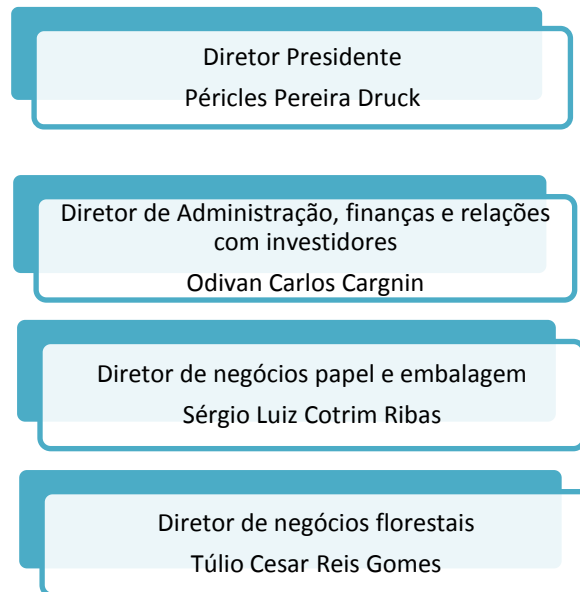 Diretor Presidente
Péricles Pereira Druck
Diretor de Administração, finanças e relações
com investidores
Odivan Carlos Cargnin
Diretor de negócios papel e embalagem
Sérgio Luiz Cotrim Ribas
Diretor de negócios florestais
Túlio Cesar Reis Gomes